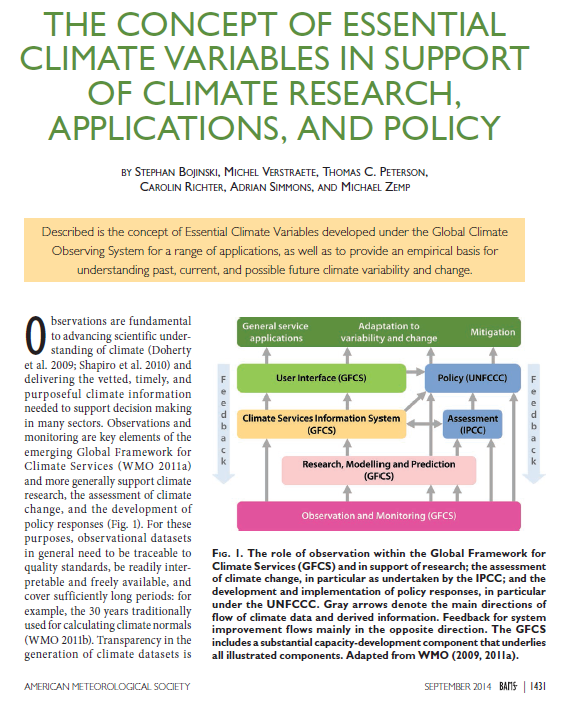 THE CONCEPT OF ESSENTIAL
CLIMATE VARIABLES IN SUPPORT
OF CLIMATE RESEARCH,
APPLICATIONS, AND POLICY
BY STEPHAN BOJINSKI, MICHEL VERSTRAETE, THOMAS C. PETERSON,
CAROLIN RICHTER, ADRIAN SIMMONS, AND MICHAEL ZEMP
Described is the concept of Essential Climate Variables developed under the Global Climate
Observing System for a range of applications, as well as to provide an empirical basis for
understanding past, current, and possible future climate variability and change.
Observations are fundamental
to advancing scientific under-
standing of climate (Doherty
et al. 2009; Shapiro et al. 2010) and
delivering the vetted, timely, and
purposeful climate information
needed to support decision making
in many sectors. Observations and
monitoring are key elements of the
emerging Global Framework for
Climate Services (WMO 2011a)
and more generally support climate
research, the assessment of climate
change, and the development of
policy responses (Fig. 1). For these
purposes, observational datasets
in general need to be traceable to
quality standards, be readily inter-
pretable and freely available, and
cover sufficiently long periods: for
example, the 30 years traditionally
used for calculating climate normals
(WMO 2011b). Transparency in the
generation of climate datasets is
General service
applications
Adaptation to
variability and change
Mitigation
Feedback
User Interface (GFCS)
Policy (UNFCCC)
Feedback
Climate Services Information System
(GFCS)
Assessment
(IPCC)
Research, Modelling and Prediction
(GFCS)
Observation and Monitoring (GFCS)
FIG. 1. The role of observation within the Global Framework for
Climate Services (GFCS) and in support of research; the assessment
of climate change, in particular as undertaken by the IPCC; and the
development and implementation of policy responses, in particular
under the UNFCCC. Gray arrows denote the main directions of
flow of climate data and derived information. Feedback for system
improvement flows mainly in the opposite direction. The GFCS
includes a substantial capacity-development component that underlies
all illustrated components. Adapted from WMO (2009, 2011a).
AMERICAN METEOROLOGICAL SOCIETY
SEPTEMBER 2014 BAMS | 1431